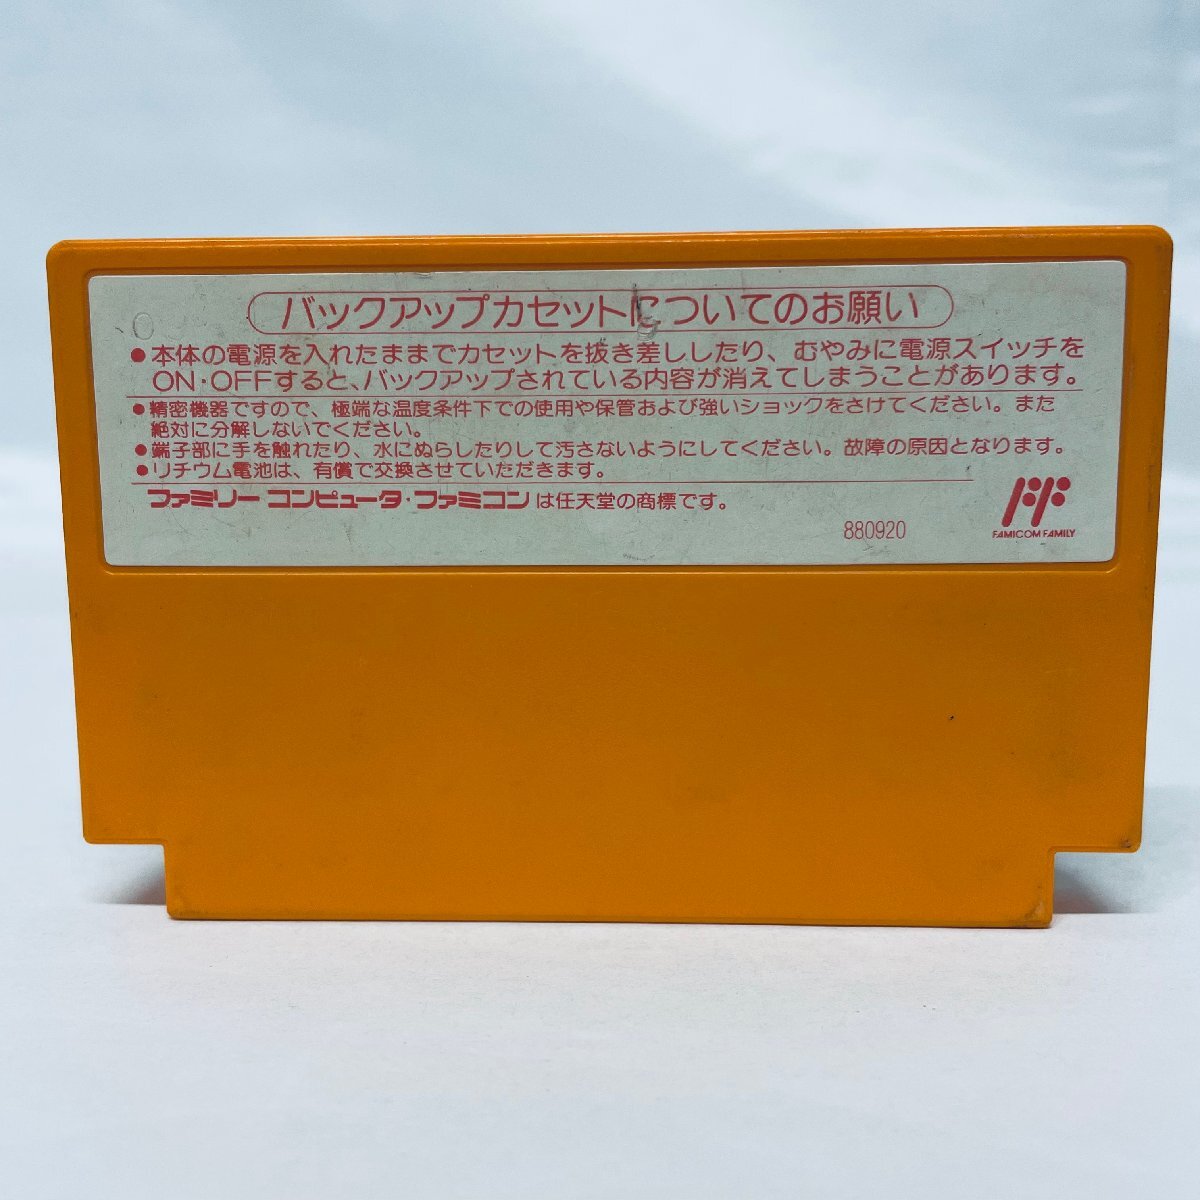 バックアップカセットについてのお願い
●本体の電源を入れたままでカセットを抜き差ししたり、むやみに電源スイッチを
ON・OFFすると、バックアップされている内容が消えてしまうことがあります。
●精密機器ですので、極端な温度条件下での使用や保管および強いショックをさけてください。また
絶対に分解しないでください。
●端子部に手を触れたり、水にぬらしたりして汚さないようにしてください。故障の原因となります。
●リチウム電池は、有償で交換させていただきます。
ファミリーコンピュータ・ファミコンは任天堂の商標です。
880920
FAMICOM FAMILY